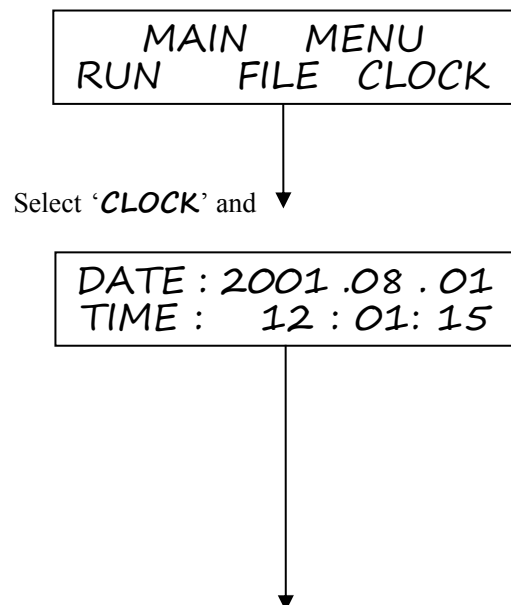 MAIN MENU
RUN FILE CLOCK
Select ‘CLOCK’ and
DATE : 2001 .08 . 01
TIME : 12 : 01: 15